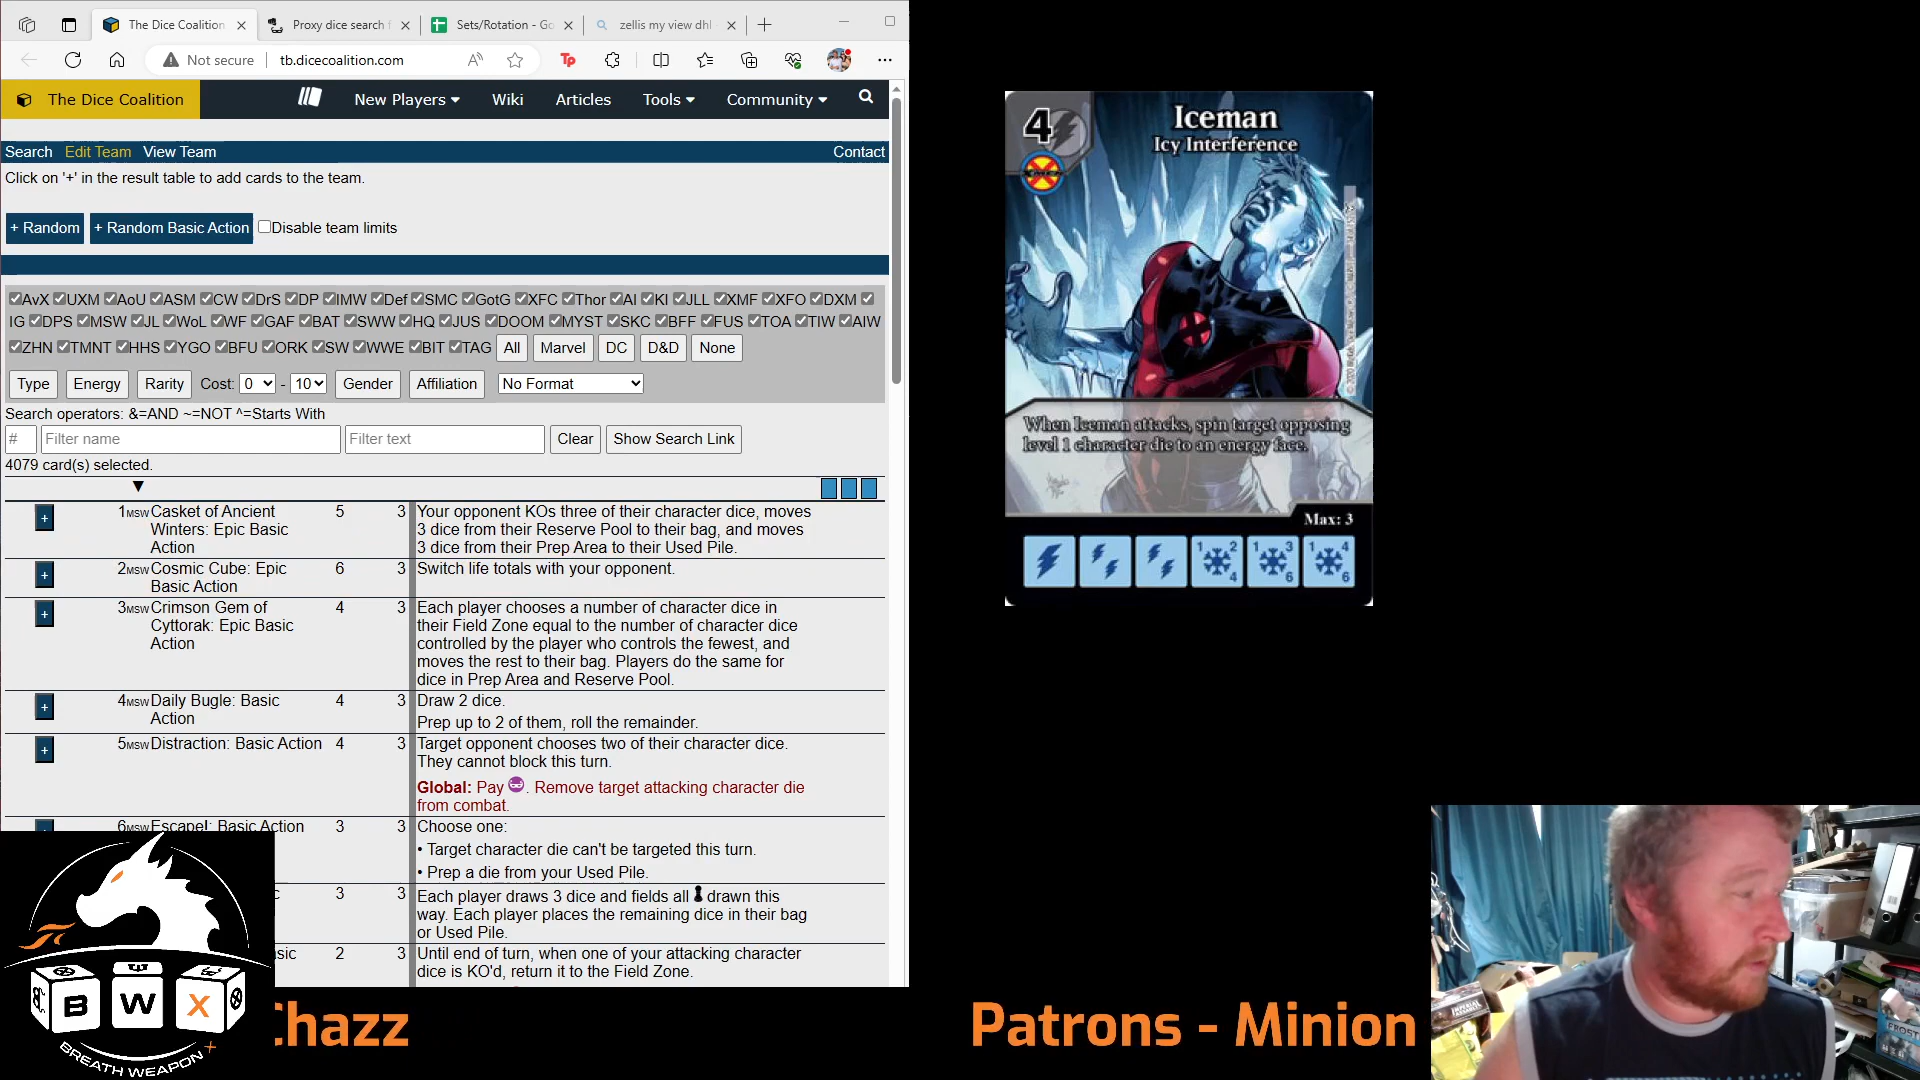 The Dice Coalition
Proxy dice search f
Sets/Rotation - Go
zellis my view dhl
Not secure
tb.dicecoalition.com
The Dice Coalition
New Players
Wiki
Articles
Tools
Community
Search
Edit Team
View Team
Contact
Click on '+' in the result table to add cards to the team.
+ Random
+ Random Basic Action
Disable team limits
AvX UXM AoU ASM CW DrS DP IMW Def SMC GotG XFC Thor AI KI JLL XMF XFO DXM
IG DPS MSW JL WoL WF GAF BAT SWW HQ JUS DOOM MYST SKC BFF FUS TOA TIW AIW
ZHN TMNT HHS YGO BFU ORK SW WWE BIT TAG All Marvel DC D&D None
Type Energy Rarity Cost: 0 - 10 Gender Affiliation No Format
Search operators: &=AND ~=NOT ^=Starts With
# Filter name Filter text Clear Show Search Link
4079 card(s) selected.
▼
+ 1MSW Casket of Ancient 5 3 Your opponent KOs three of their character dice, moves
Winters: Epic Basic 3 dice from their Reserve Pool to their bag, and moves
Action 3 dice from their Prep Area to their Used Pile.
+ 2MSW Cosmic Cube: Epic 6 3 Switch life totals with your opponent.
Basic Action
+ 3MSW Crimson Gem of 4 3 Each player chooses a number of character dice in
Cyttorak: Epic Basic their Field Zone equal to the number of character dice
Action controlled by the player who controls the fewest, and
moves the rest to their bag. Players do the same for
dice in Prep Area and Reserve Pool.
+ 4MSW Daily Bugle: Basic 4 3 Draw 2 dice.
Action Prep up to 2 of them, roll the remainder.
+ 5MSW Distraction: Basic Action 4 3 Target opponent chooses two of their character dice.
They cannot block this turn.
Global: Pay . Remove target attacking character die
from combat.
+ 6MSW Escape!: Basic Action 3 3 Choose one:
• Target character die can't be targeted this turn.
• Prep a die from your Used Pile.
c 3 3 Each player draws 3 dice and fields all drawn this
way. Each player places the remaining dice in their bag
or Used Pile.
sic 2 3 Until end of turn, when one of your attacking character
dice is KO'd, return it to the Field Zone.
4
Iceman
Icy Interference
X-MEN
When Iceman attacks, spin target opposing
level 1 character die to an energy face.
Max: 3
1 2 4
1 3 6
1 4 6
B W X
BREATH WEAPON X
Chazz
Patrons - Minion